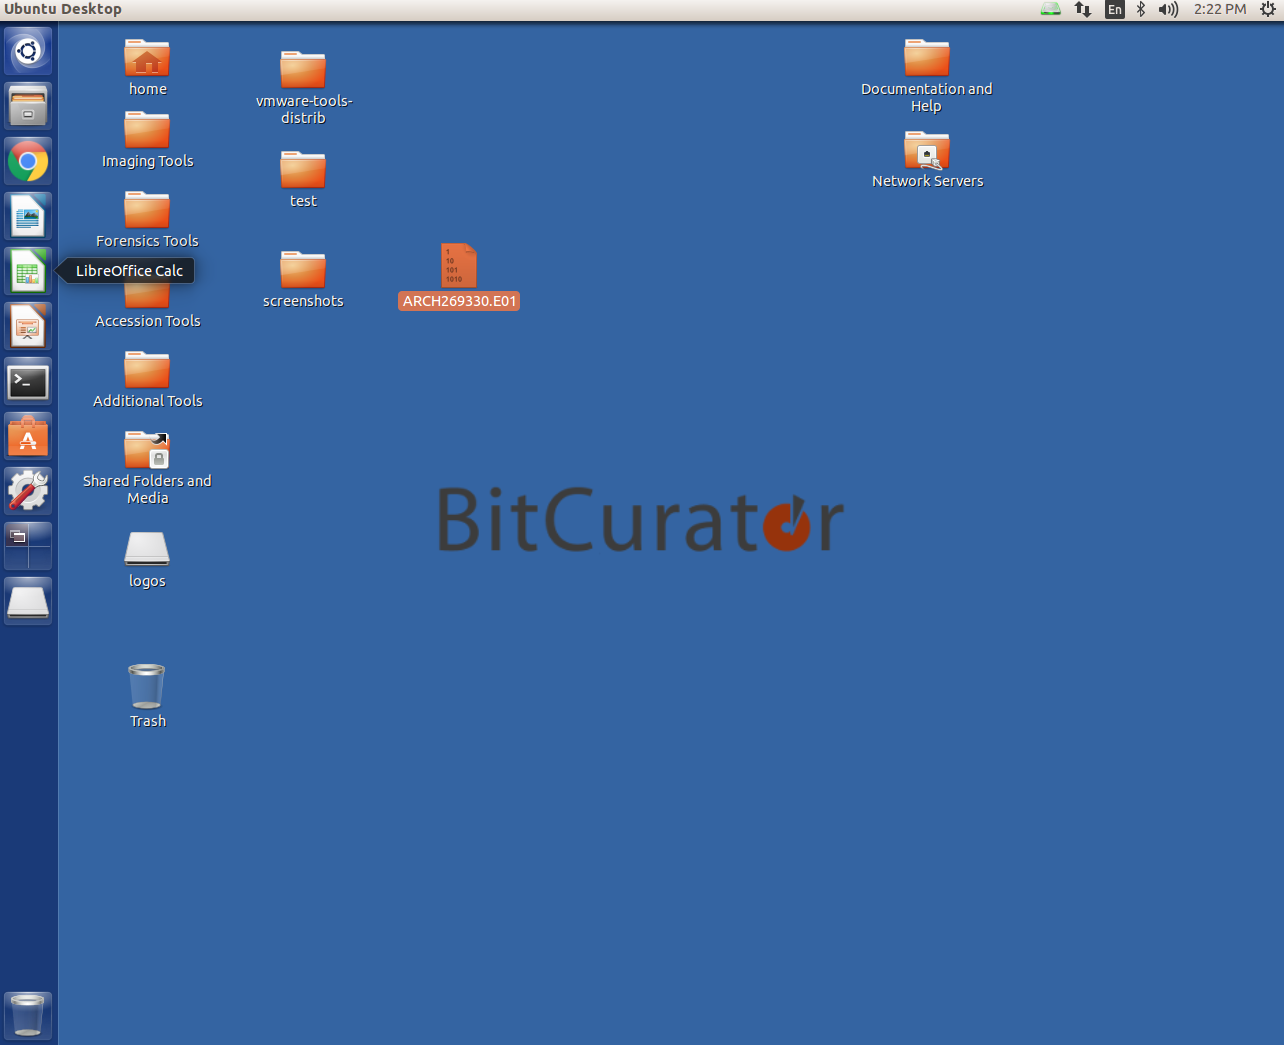 Ubuntu Desktop
En
2:22 PM
home
Imaging Tools
Forensics Tools
LibreOffice Calc
Accession Tools
Additional Tools
Shared Folders and
Media
logos
Trash
vmware-tools-
distrib
test
screenshots
1
10
101
1010
ARCH269330.E01
Documentation and
Help
Network Servers
BitCurator